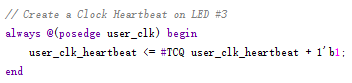 // Create a Clock Heartbeat on LED #3
always @(posedge user_clk) begin
    user_clk_heartbeat <= #TCQ user_clk_heartbeat + 1'b1;
end